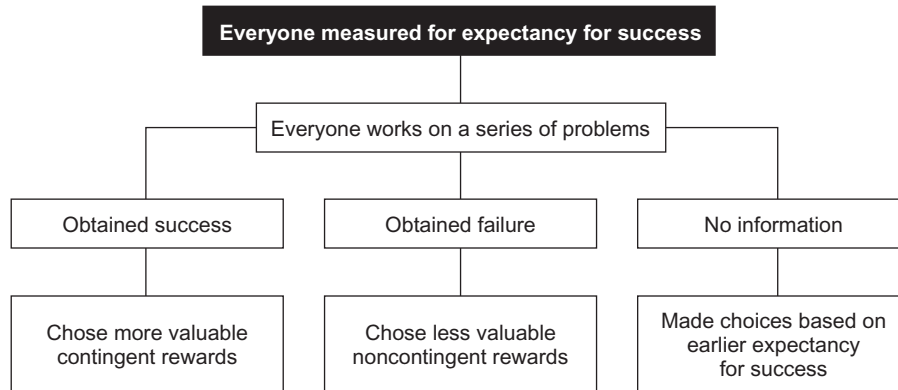 Everyone measured for expectancy for success
Everyone works on a series of problems
Obtained success
Obtained failure
No information
Chose more valuable
contingent rewards
Chose less valuable
noncontingent rewards
Made choices based on
earlier expectancy
for success